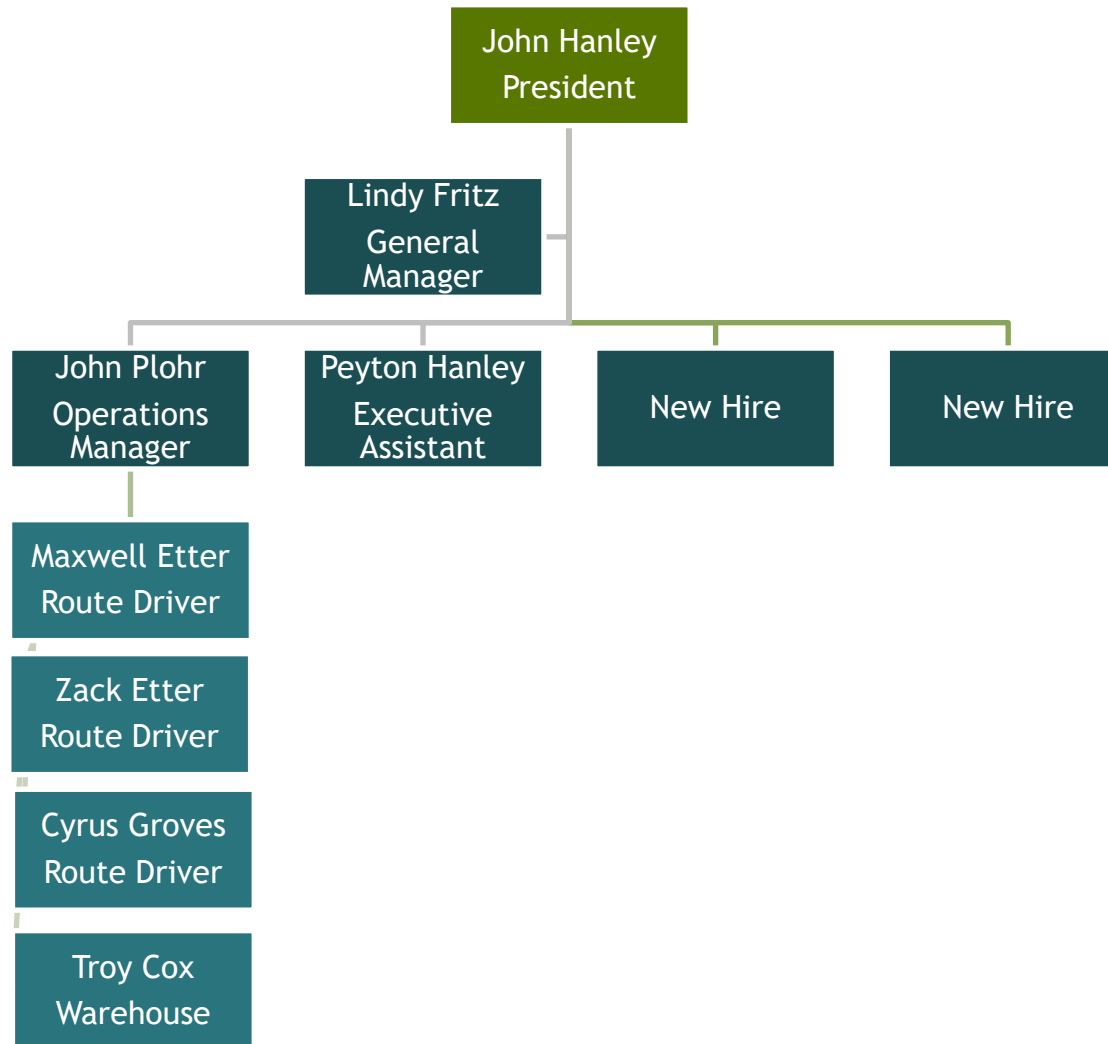 John Hanley
President
Lindy Fritz
General
Manager
John Plohr
Operations
Manager
Peyton Hanley
Executive
Assistant
New Hire
New Hire
Maxwell Etter
Route Driver
Zack Etter
Route Driver
Cyrus Groves
Route Driver
Troy Cox
Warehouse